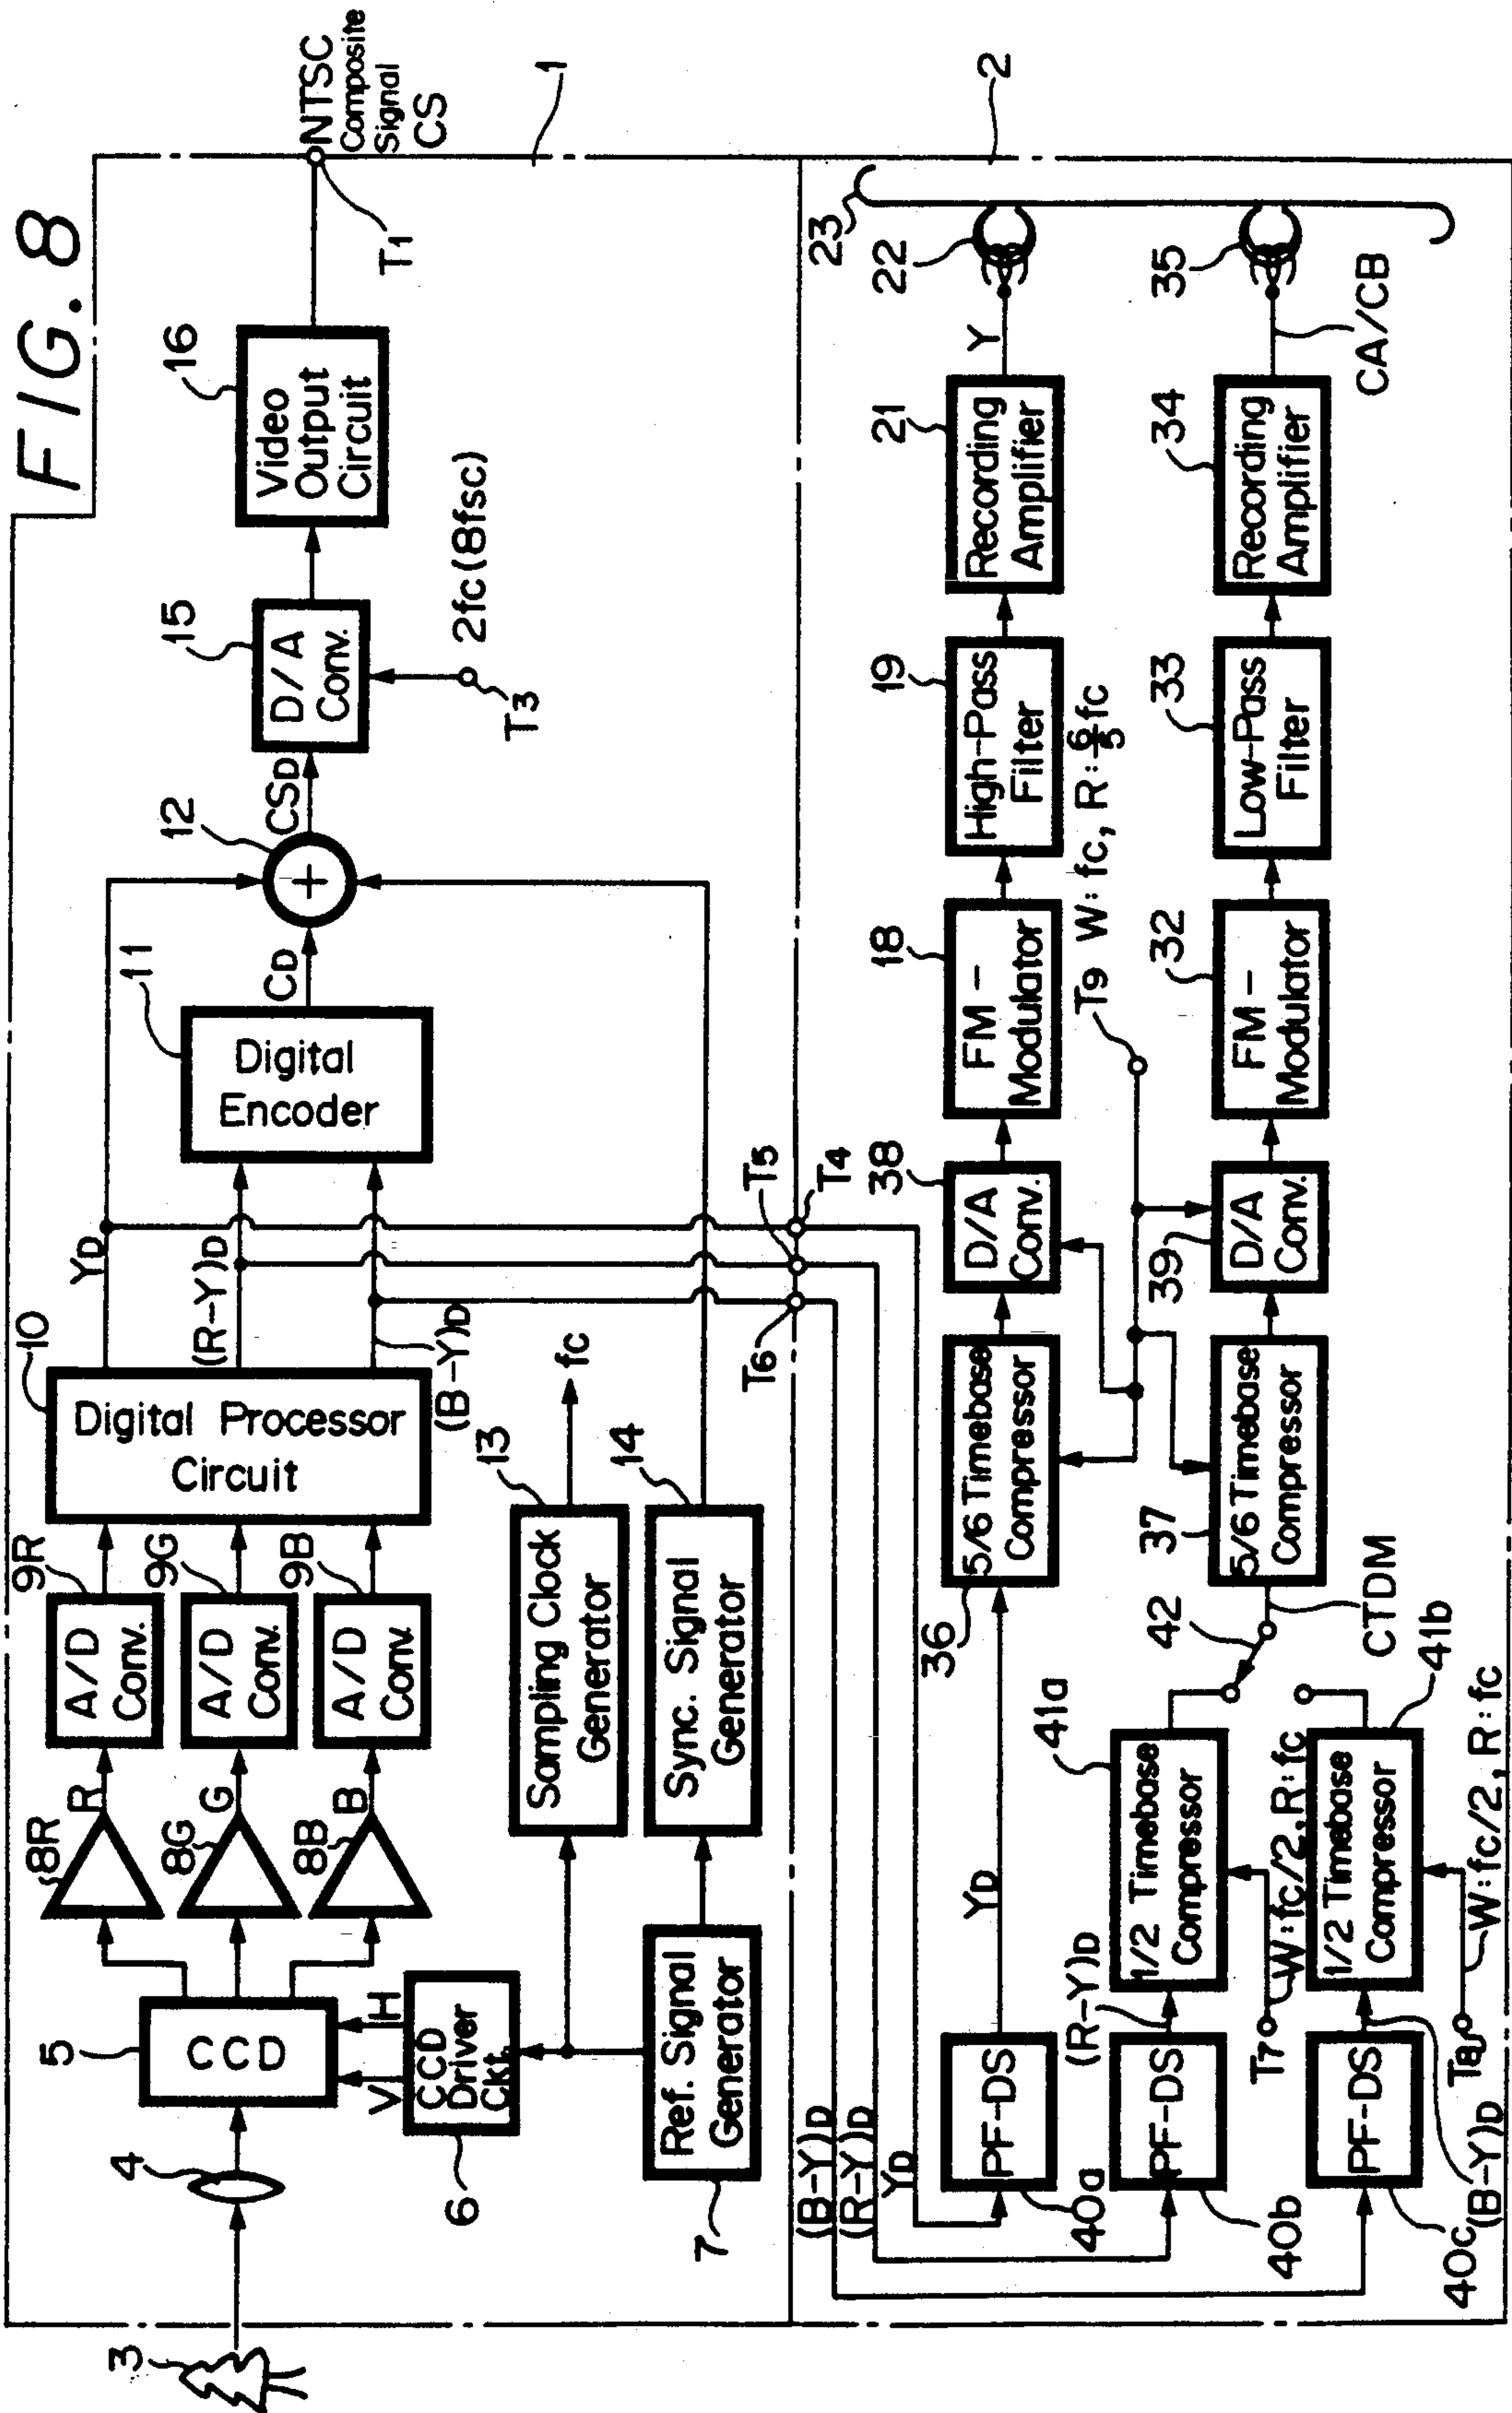 FIG. 8
3
4
5
CCD
V
H
6
CCD
Driver
Ckt.
7
Ref. Signal
Generator
8R
8G
8B
R
G
B
9R
A/D
Conv.
9G
A/D
Conv.
9B
A/D
Conv.
10
Digital Processor
Circuit
13
Sampling Clock
Generator
fc
14
Sync. Signal
Generator
YD
(R-Y)D
(B-Y)D
11
Digital
Encoder
CD
12
+
CSD
15
D/A
Conv.
T3
2fc(8fsc)
16
Video
Output
Circuit
T1
NTSC
Composite
Signal
CS
1
T6
T5
T4
2
(B-Y)D
(R-Y)D
YD
PF-DS
40a
YD
36
5/6 Timebase
Compressor
38
D/A
Conv.
18
FM-
Modulator
19
High-Pass
Filter
21
Recording
Amplifier
Y
22
23
T9 W:fc, R:6/5fc
PF-DS
40b
(R-Y)D
41a
1/2 Timebase
Compressor
T7
W:fc/2,R:fc
PF-DS
40c
(B-Y)D
1/2 Timebase
Compressor
41b
T8
W:fc/2,R:fc
42
CTDM
37
5/6 Timebase
Compressor
39
D/A
Conv.
32
FM-
Modulator
33
Low-Pass
Filter
34
Recording
Amplifier
CA/CB
35